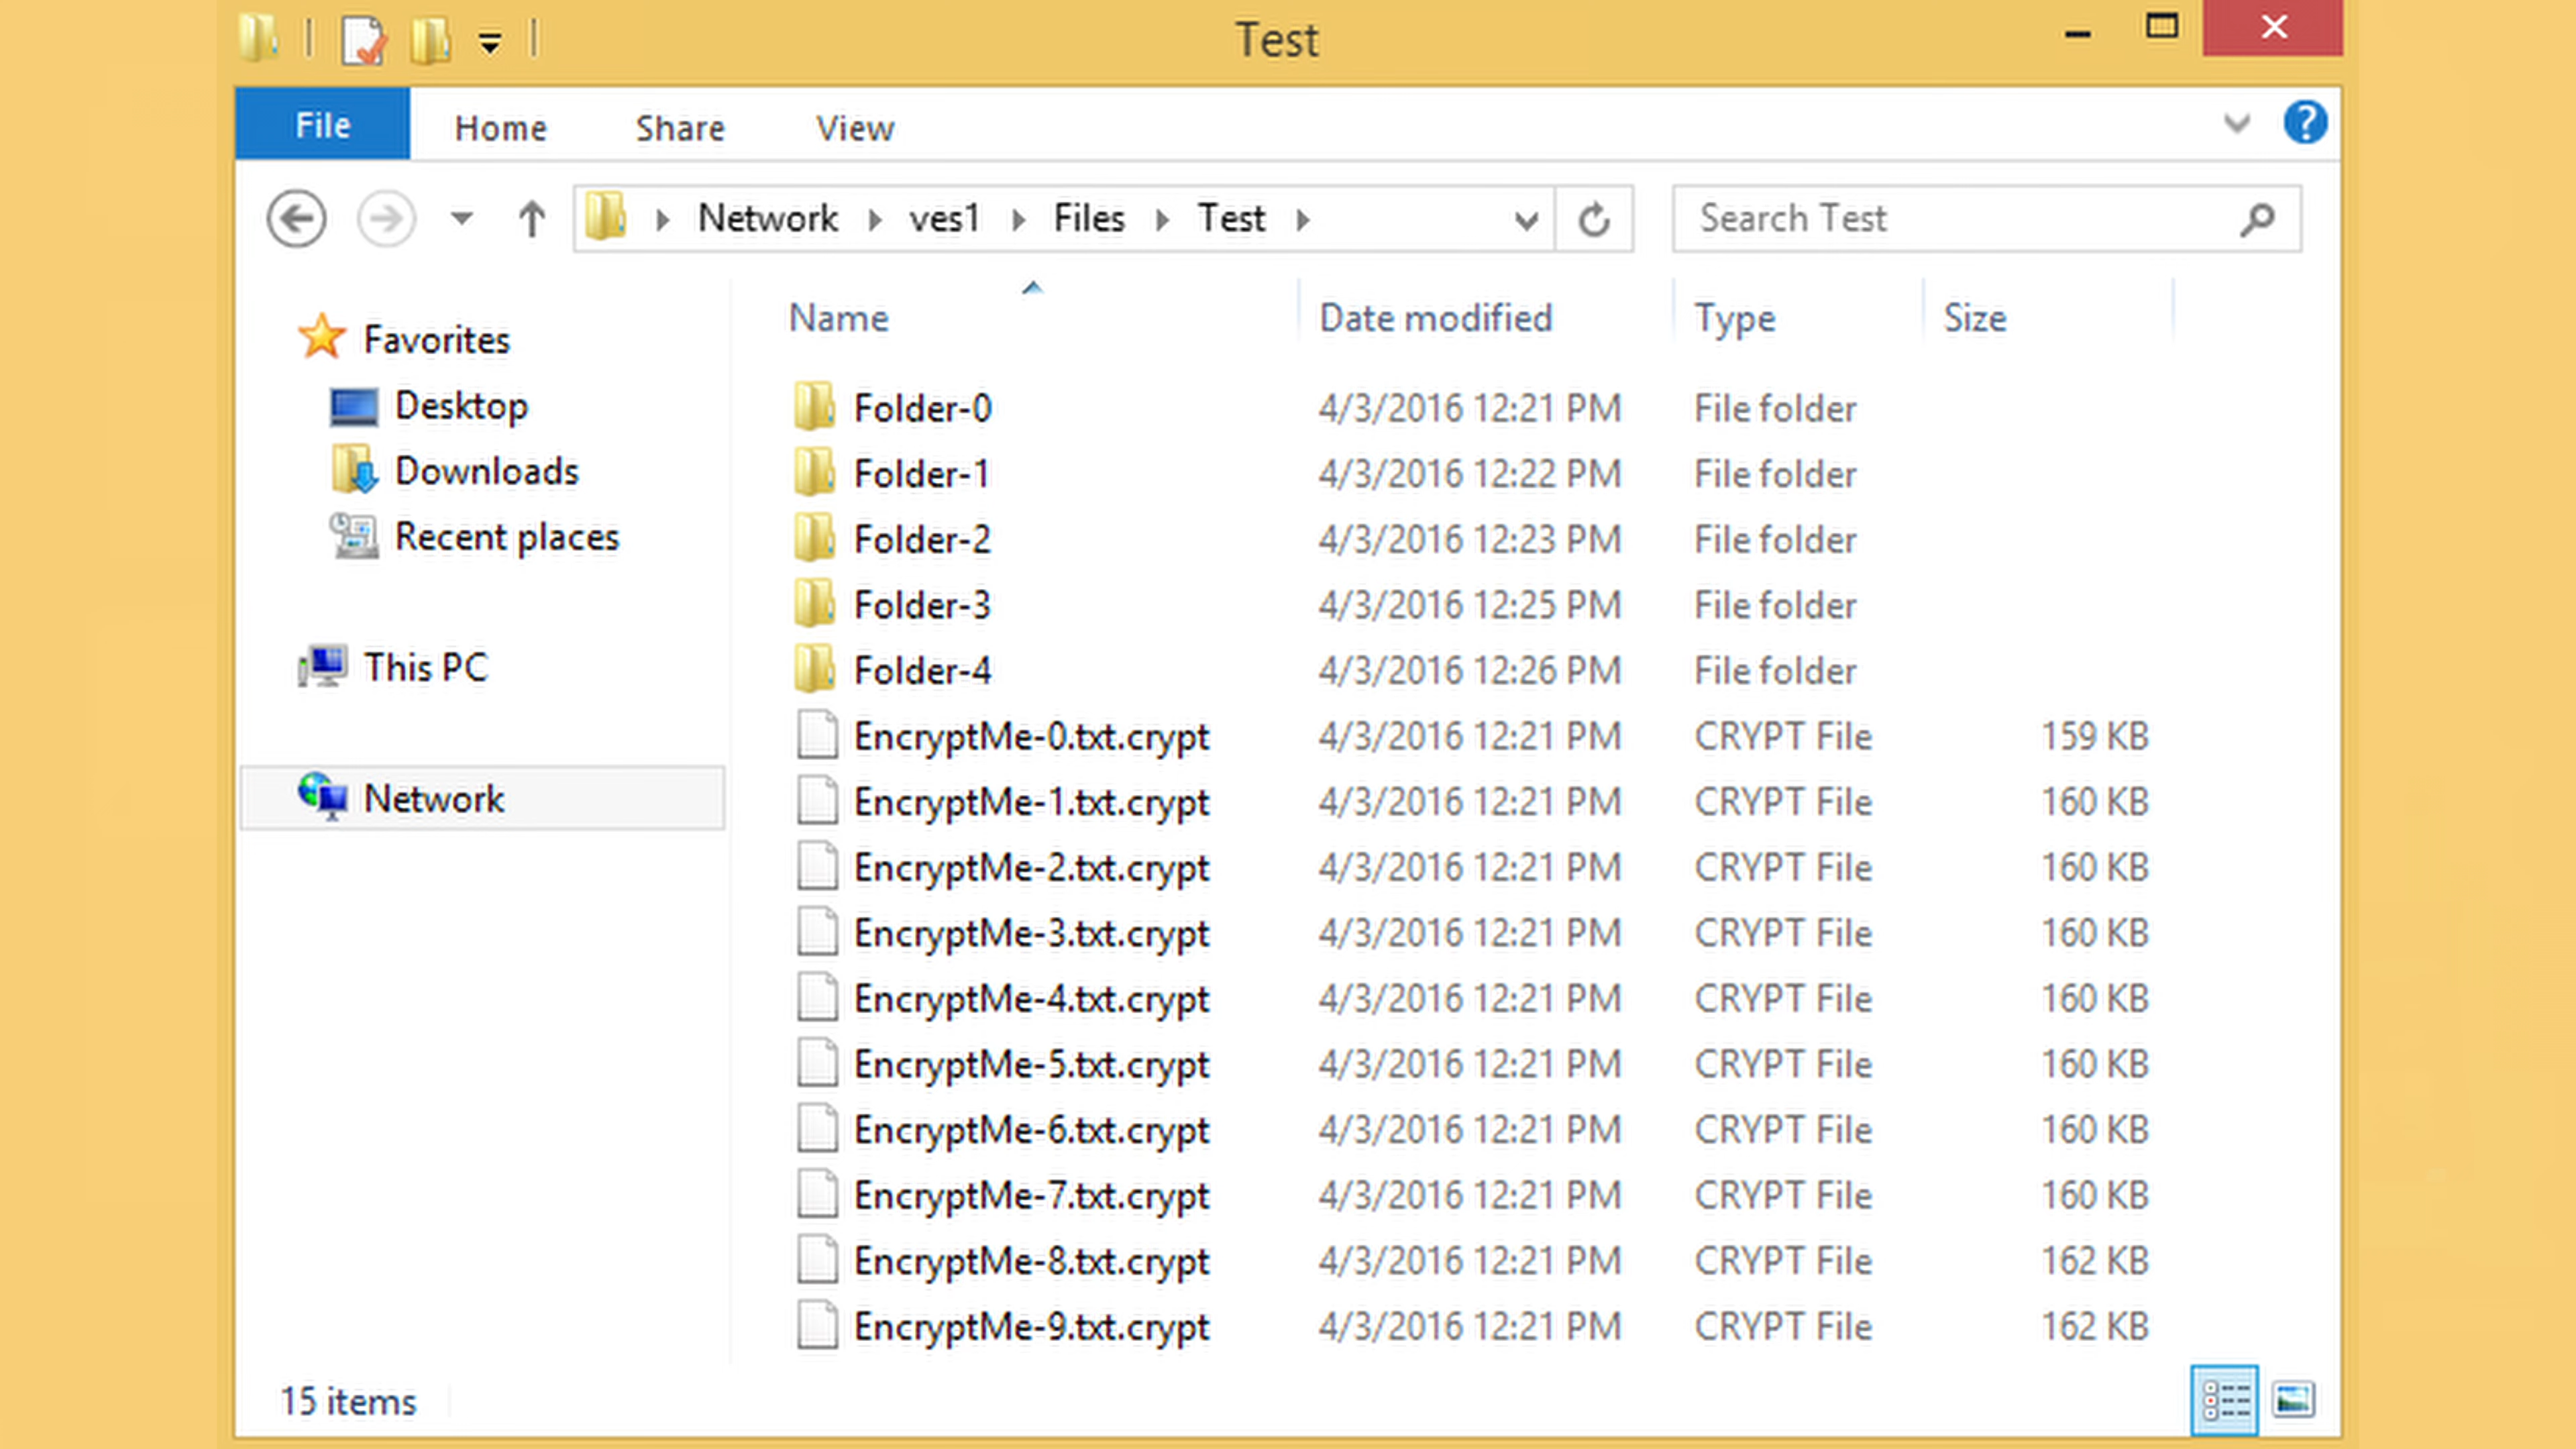 Test
File Home Share View
Network ves1 Files Test
Search Test
Name Date modified Type Size
Favorites
Desktop
Downloads
Recent places
This PC
Network
Folder-0 4/3/2016 12:21 PM File folder
Folder-1 4/3/2016 12:22 PM File folder
Folder-2 4/3/2016 12:23 PM File folder
Folder-3 4/3/2016 12:25 PM File folder
Folder-4 4/3/2016 12:26 PM File folder
EncryptMe-0.txt.crypt 4/3/2016 12:21 PM CRYPT File 159 KB
EncryptMe-1.txt.crypt 4/3/2016 12:21 PM CRYPT File 160 KB
EncryptMe-2.txt.crypt 4/3/2016 12:21 PM CRYPT File 160 KB
EncryptMe-3.txt.crypt 4/3/2016 12:21 PM CRYPT File 160 KB
EncryptMe-4.txt.crypt 4/3/2016 12:21 PM CRYPT File 160 KB
EncryptMe-5.txt.crypt 4/3/2016 12:21 PM CRYPT File 160 KB
EncryptMe-6.txt.crypt 4/3/2016 12:21 PM CRYPT File 160 KB
EncryptMe-7.txt.crypt 4/3/2016 12:21 PM CRYPT File 160 KB
EncryptMe-8.txt.crypt 4/3/2016 12:21 PM CRYPT File 162 KB
EncryptMe-9.txt.crypt 4/3/2016 12:21 PM CRYPT File 162 KB
15 items